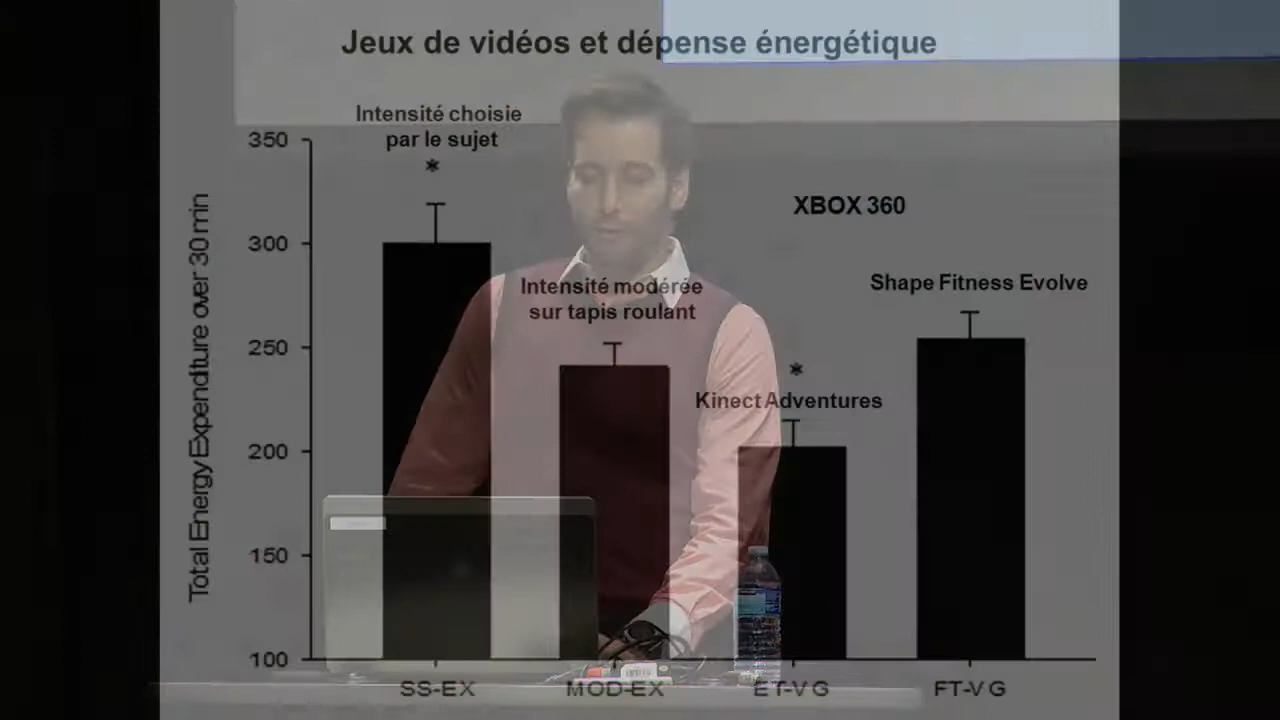 Jeux de vidéos et dépense énergétique
Intensité choisie
par le sujet
*
XBOX 360
Intensité modérée
sur tapis roulant
Shape Fitness Evolve
*
Kinect Adventures
Total Energy Expenditure over 30 min
350
300
250
200
150
100
SS-EX
MOD-EX
ET-VG
FT-VG